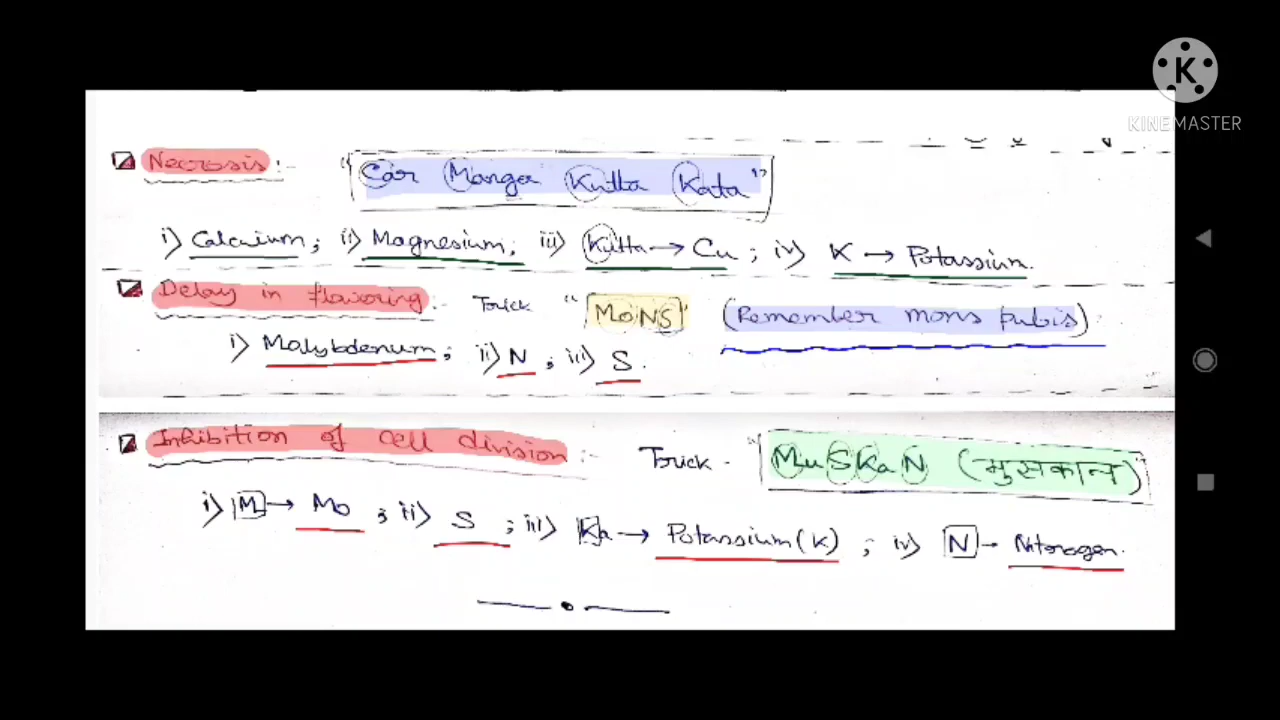 KINEMASTER
Necrosis :- "Car Manga Kutta Kata"
i) Calcium ; ii) Magnesium ; iii) Kutta → Cu ; iv) K → Potassium.
Delay in flowering :- Trick "MoNS" (Remember mons pubis)
i) Molybdenum ; ii) N ; iii) S.
Inhibition of cell division :- Trick - "MuSKaN (मुसकान)
i) M → Mo ; ii) S ; iii) Ka → Potassium (K) ; iv) N - Nitrogen.